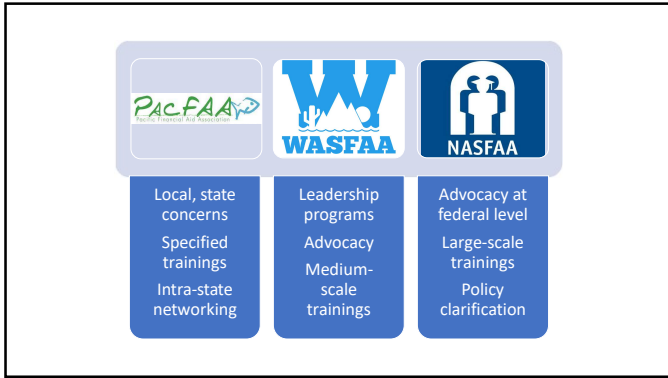 PACFAA
Pacific Financial Aid Association
W
WASFAA
NASFAA
Local, state
concerns
Specified
trainings
Intra-state
networking
Leadership
programs
Advocacy
Medium-
scale
trainings
Advocacy at
federal level
Large-scale
trainings
Policy
clarification